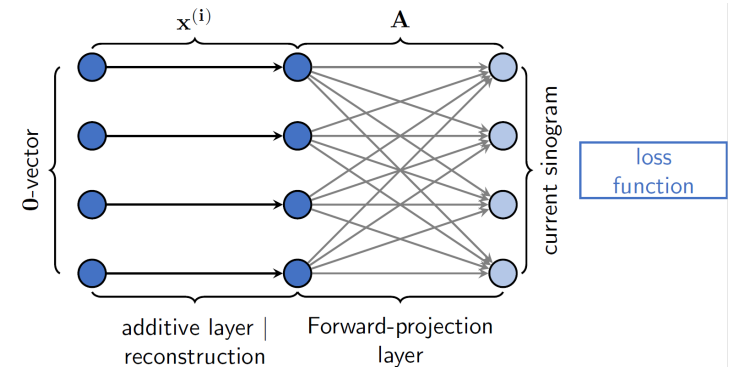 x^(i)
A
0-vector
current sinogram
loss
function
additive layer |
reconstruction
Forward-projection
layer